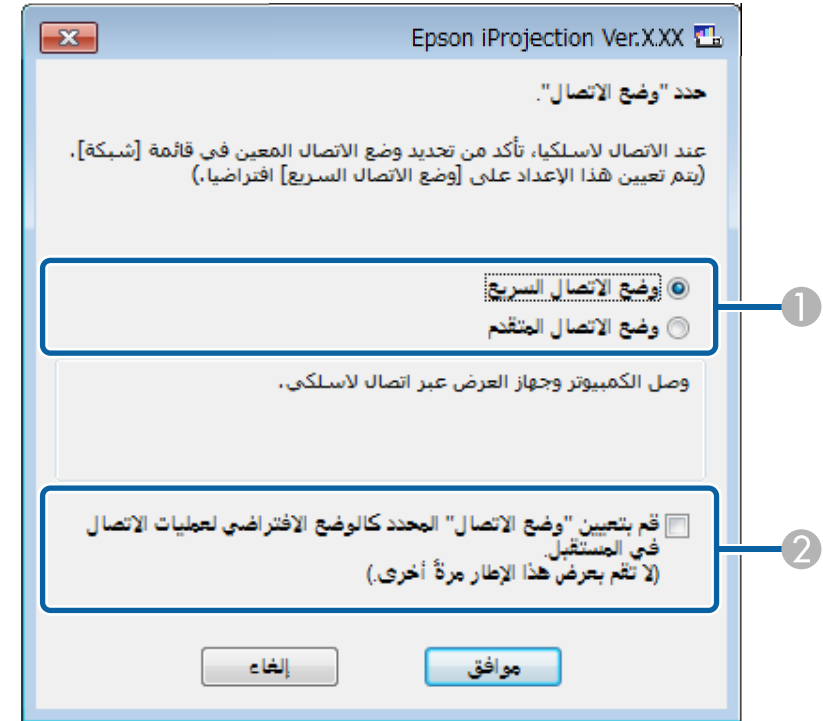 Epson iProjection Ver.X.XX
حدد "وضع الاتصال".
عند الاتصال لاسلكيا، تأكد من تحديد وضع الاتصال المعين في قائمة [شبكة].
(يتم تعيين هذا الإعداد على [وضع الاتصال السريع] افتراضيا.)
وضع الاتصال السريع
1
وضع الاتصال المتقدم
وصل الكمبيوتر وجهاز العرض عبر اتصال لاسلكي.
قم بتعيين "وضع الاتصال" المحدد كالوضع الافتراضي لعمليات الاتصال
في المستقبل.
2
(لا تقم بعرض هذا الإطار مرةً أخرى.)
موافق
إلغاء